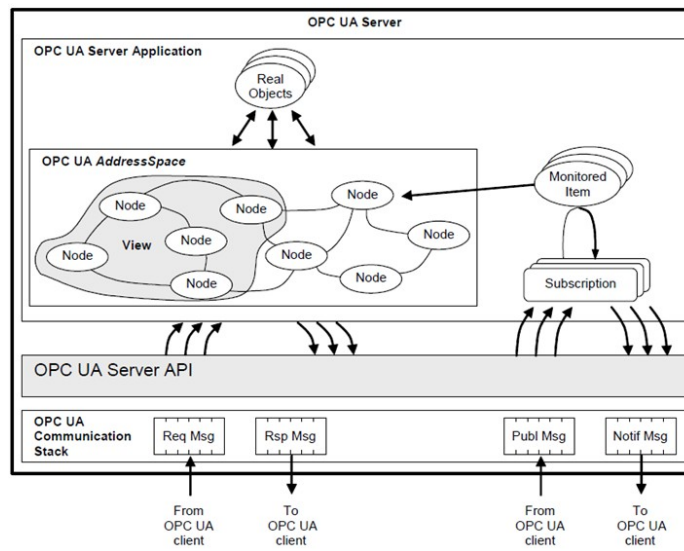 OPC UA Server
OPC UA Server Application
Real
Objects
OPC UA AddressSpace
Monitored
Item
Node
Node
Node
Node
View
Node
Node
Node
Node
Node
Subscription
OPC UA Server API
OPC UA
Communication
Stack
Req Msg
Rsp Msg
Publ Msg
Notif Msg
From
OPC UA
client
To
OPC UA
client
From
OPC UA
client
To
OPC UA
client